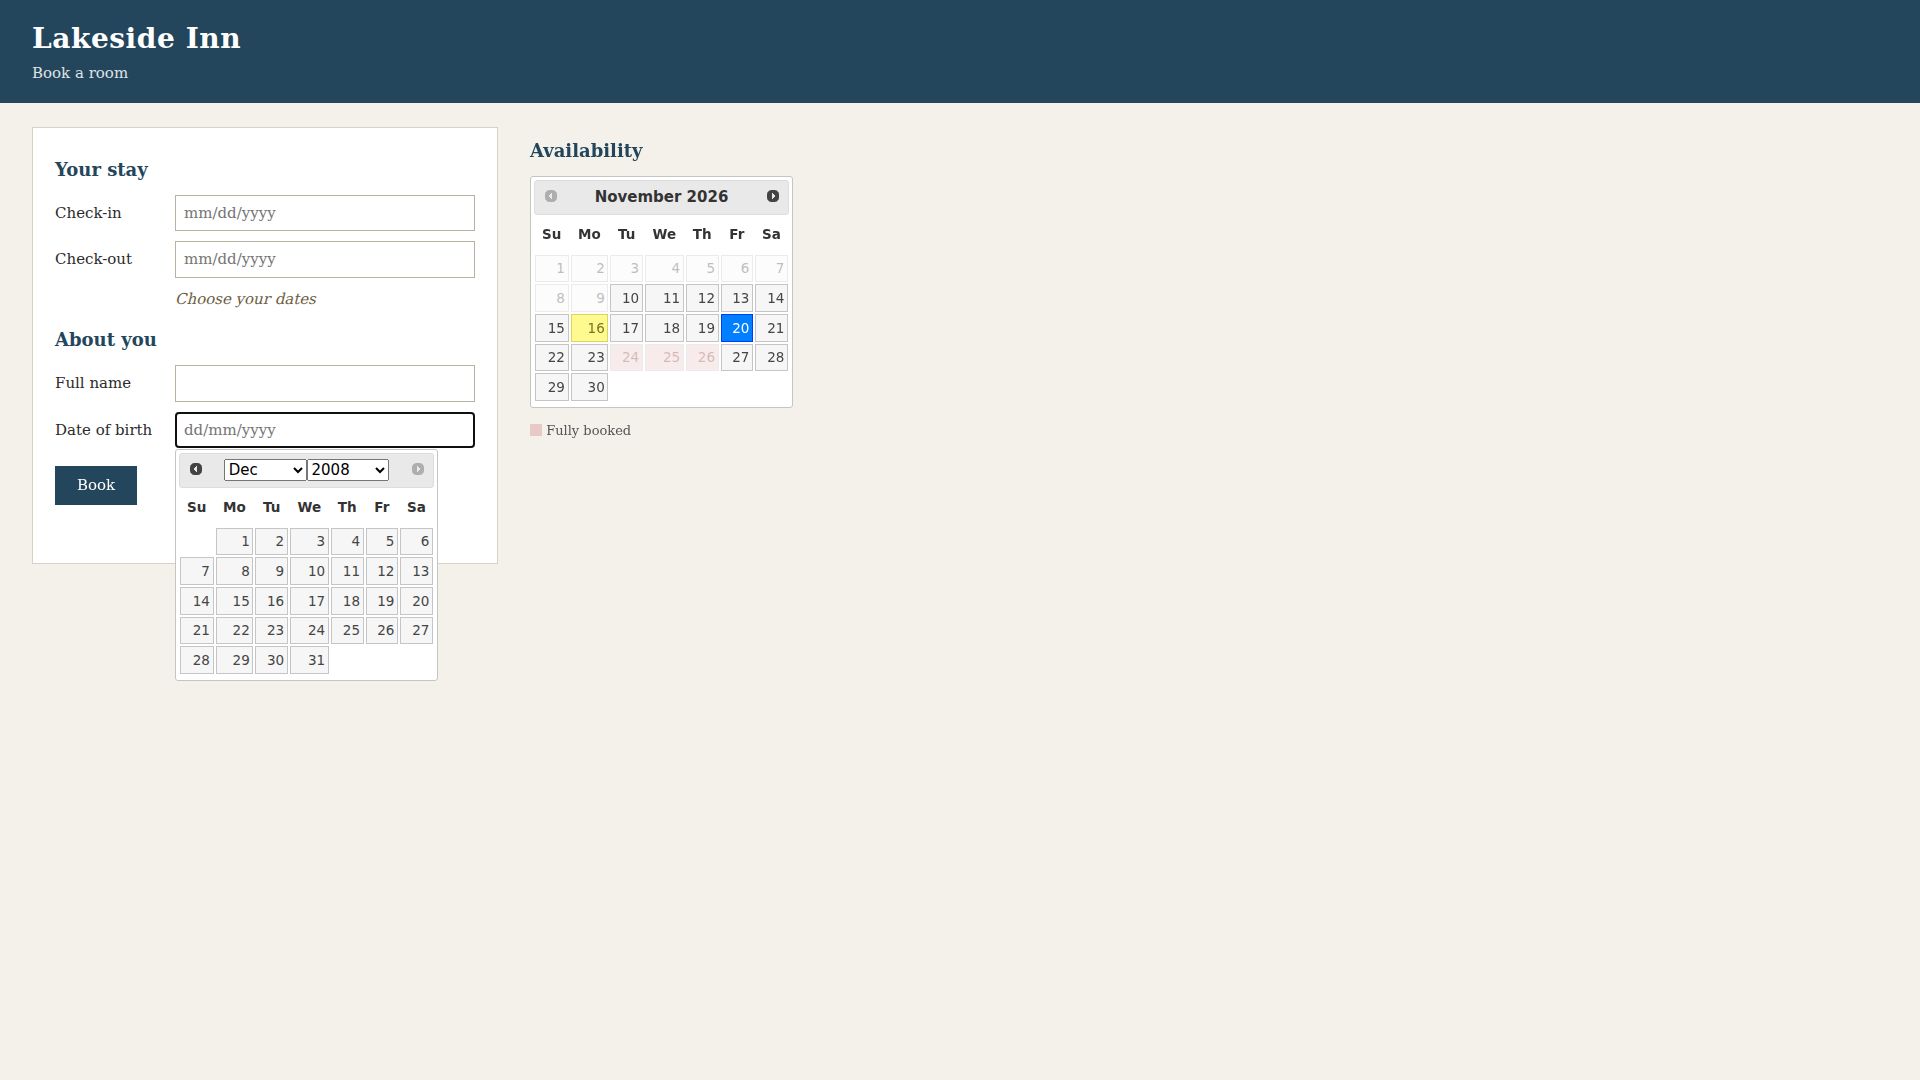 Lakeside Inn
Book a room
Your stay
Check-in mm/dd/yyyy
Check-out mm/dd/yyyy
Choose your dates
About you
Full name
Date of birth dd/mm/yyyy
Book
Dec 2008
Su Mo Tu We Th Fr Sa
1 2 3 4 5 6
7 8 9 10 11 12 13
14 15 16 17 18 19 20
21 22 23 24 25 26 27
28 29 30 31
Availability
November 2026
Su Mo Tu We Th Fr Sa
1 2 3 4 5 6 7
8 9 10 11 12 13 14
15 16 17 18 19 20 21
22 23 24 25 26 27 28
29 30
Fully booked